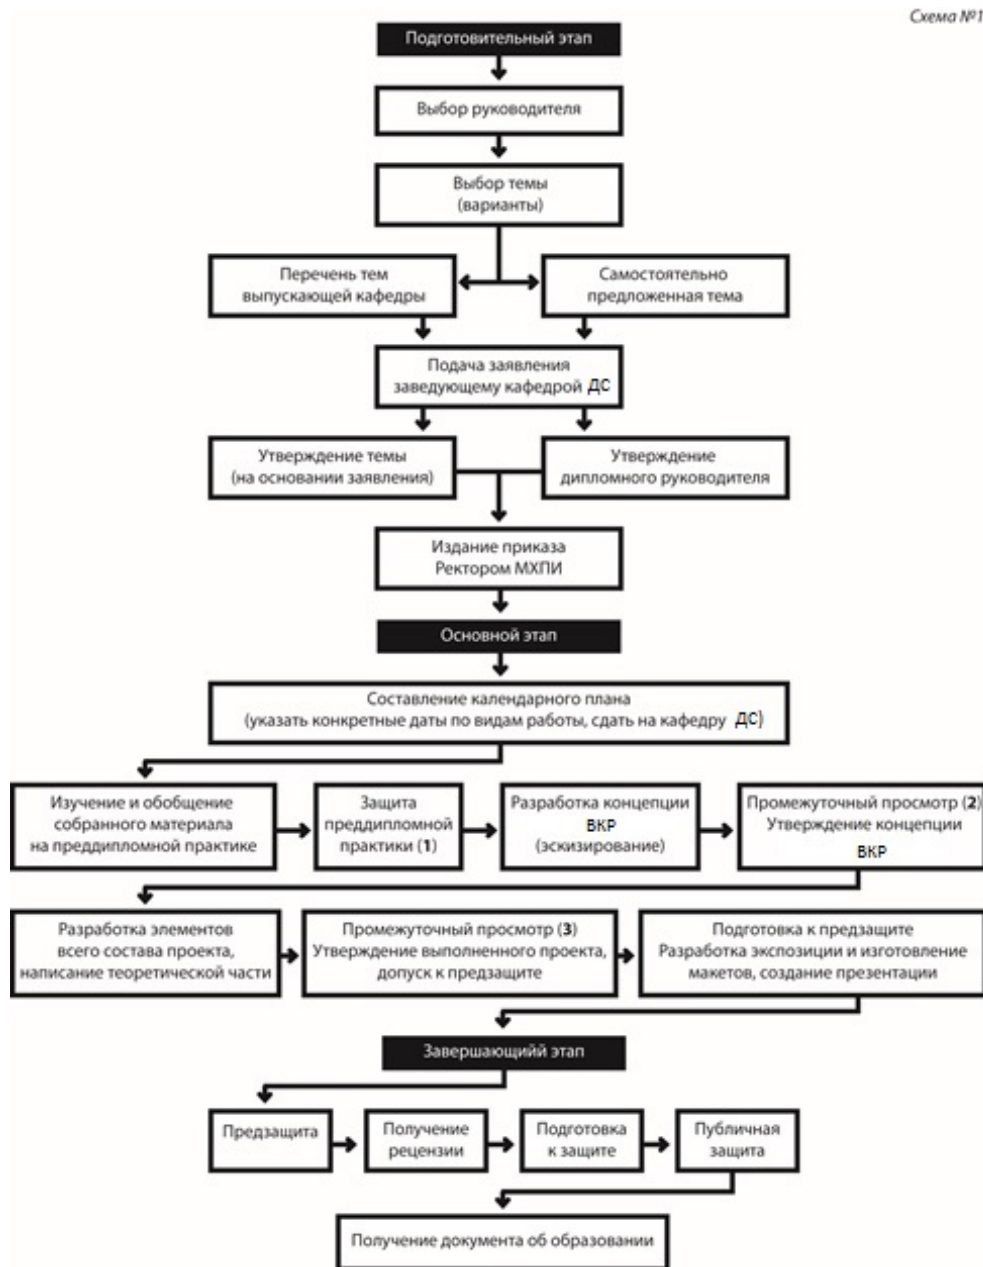 Схема №1
Подготовительный этап
Выбор руководителя
Выбор темы
(варианты)
Перечень тем
выпускающей кафедры
Самостоятельно
предложенная тема
Подача заявления
заведующему кафедрой ДС
Утверждение темы
(на основании заявления)
Утверждение
дипломного руководителя
Издание приказа
Ректором МХПИ
Основной этап
Составление календарного плана
(указать конкретные даты по видам работы, сдать на кафедру ДС)
Изучение и обобщение
собранного материала
на преддипломной практике
Защита
преддипломной
практики (1)
Разработка концепции
ВКР
(эскизирование)
Промежуточный просмотр (2)
Утверждение концепции
ВКР
Разработка элементов
всего состава проекта,
написание теоретической части
Промежуточный просмотр (3)
Утверждение выполненного проекта,
допуск к предзащите
Подготовка к предзащите
Разработка экспозиции и изготовление
макетов, создание презентации
Завершающийй этап
Предзащита
Получение
рецензии
Подготовка
к защите
Публичная
защита
Получение документа об образовании